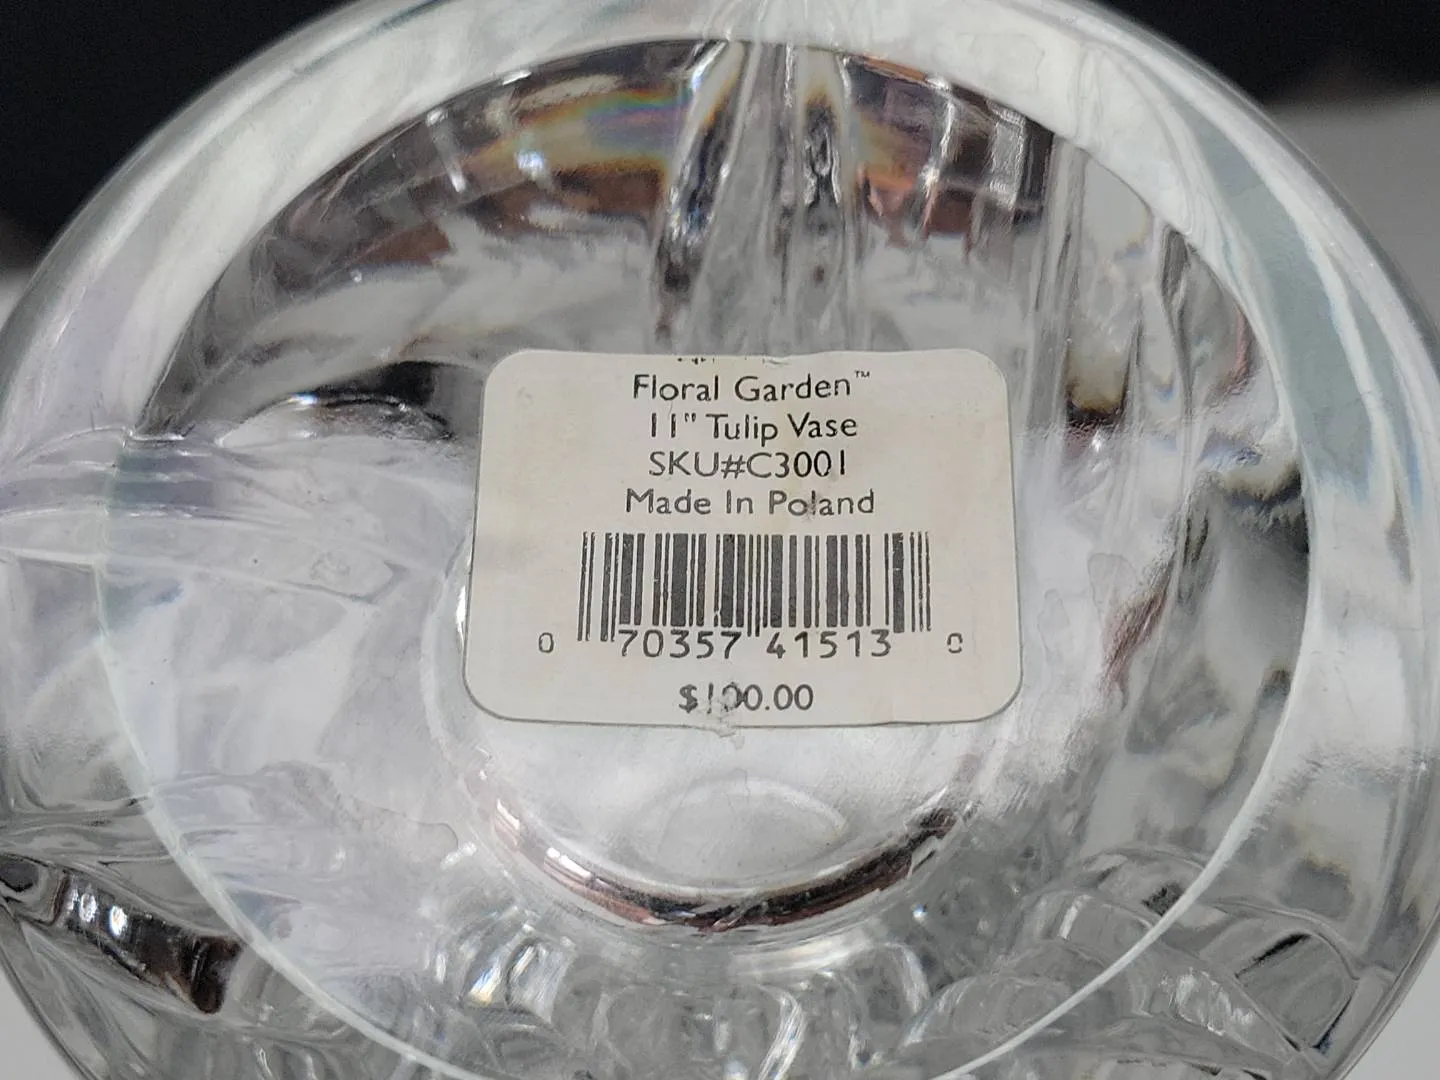 Floral Garden™
11" Tulip Vase
SKU#C3001
Made In Poland
0 70357 41513 0
$100.00